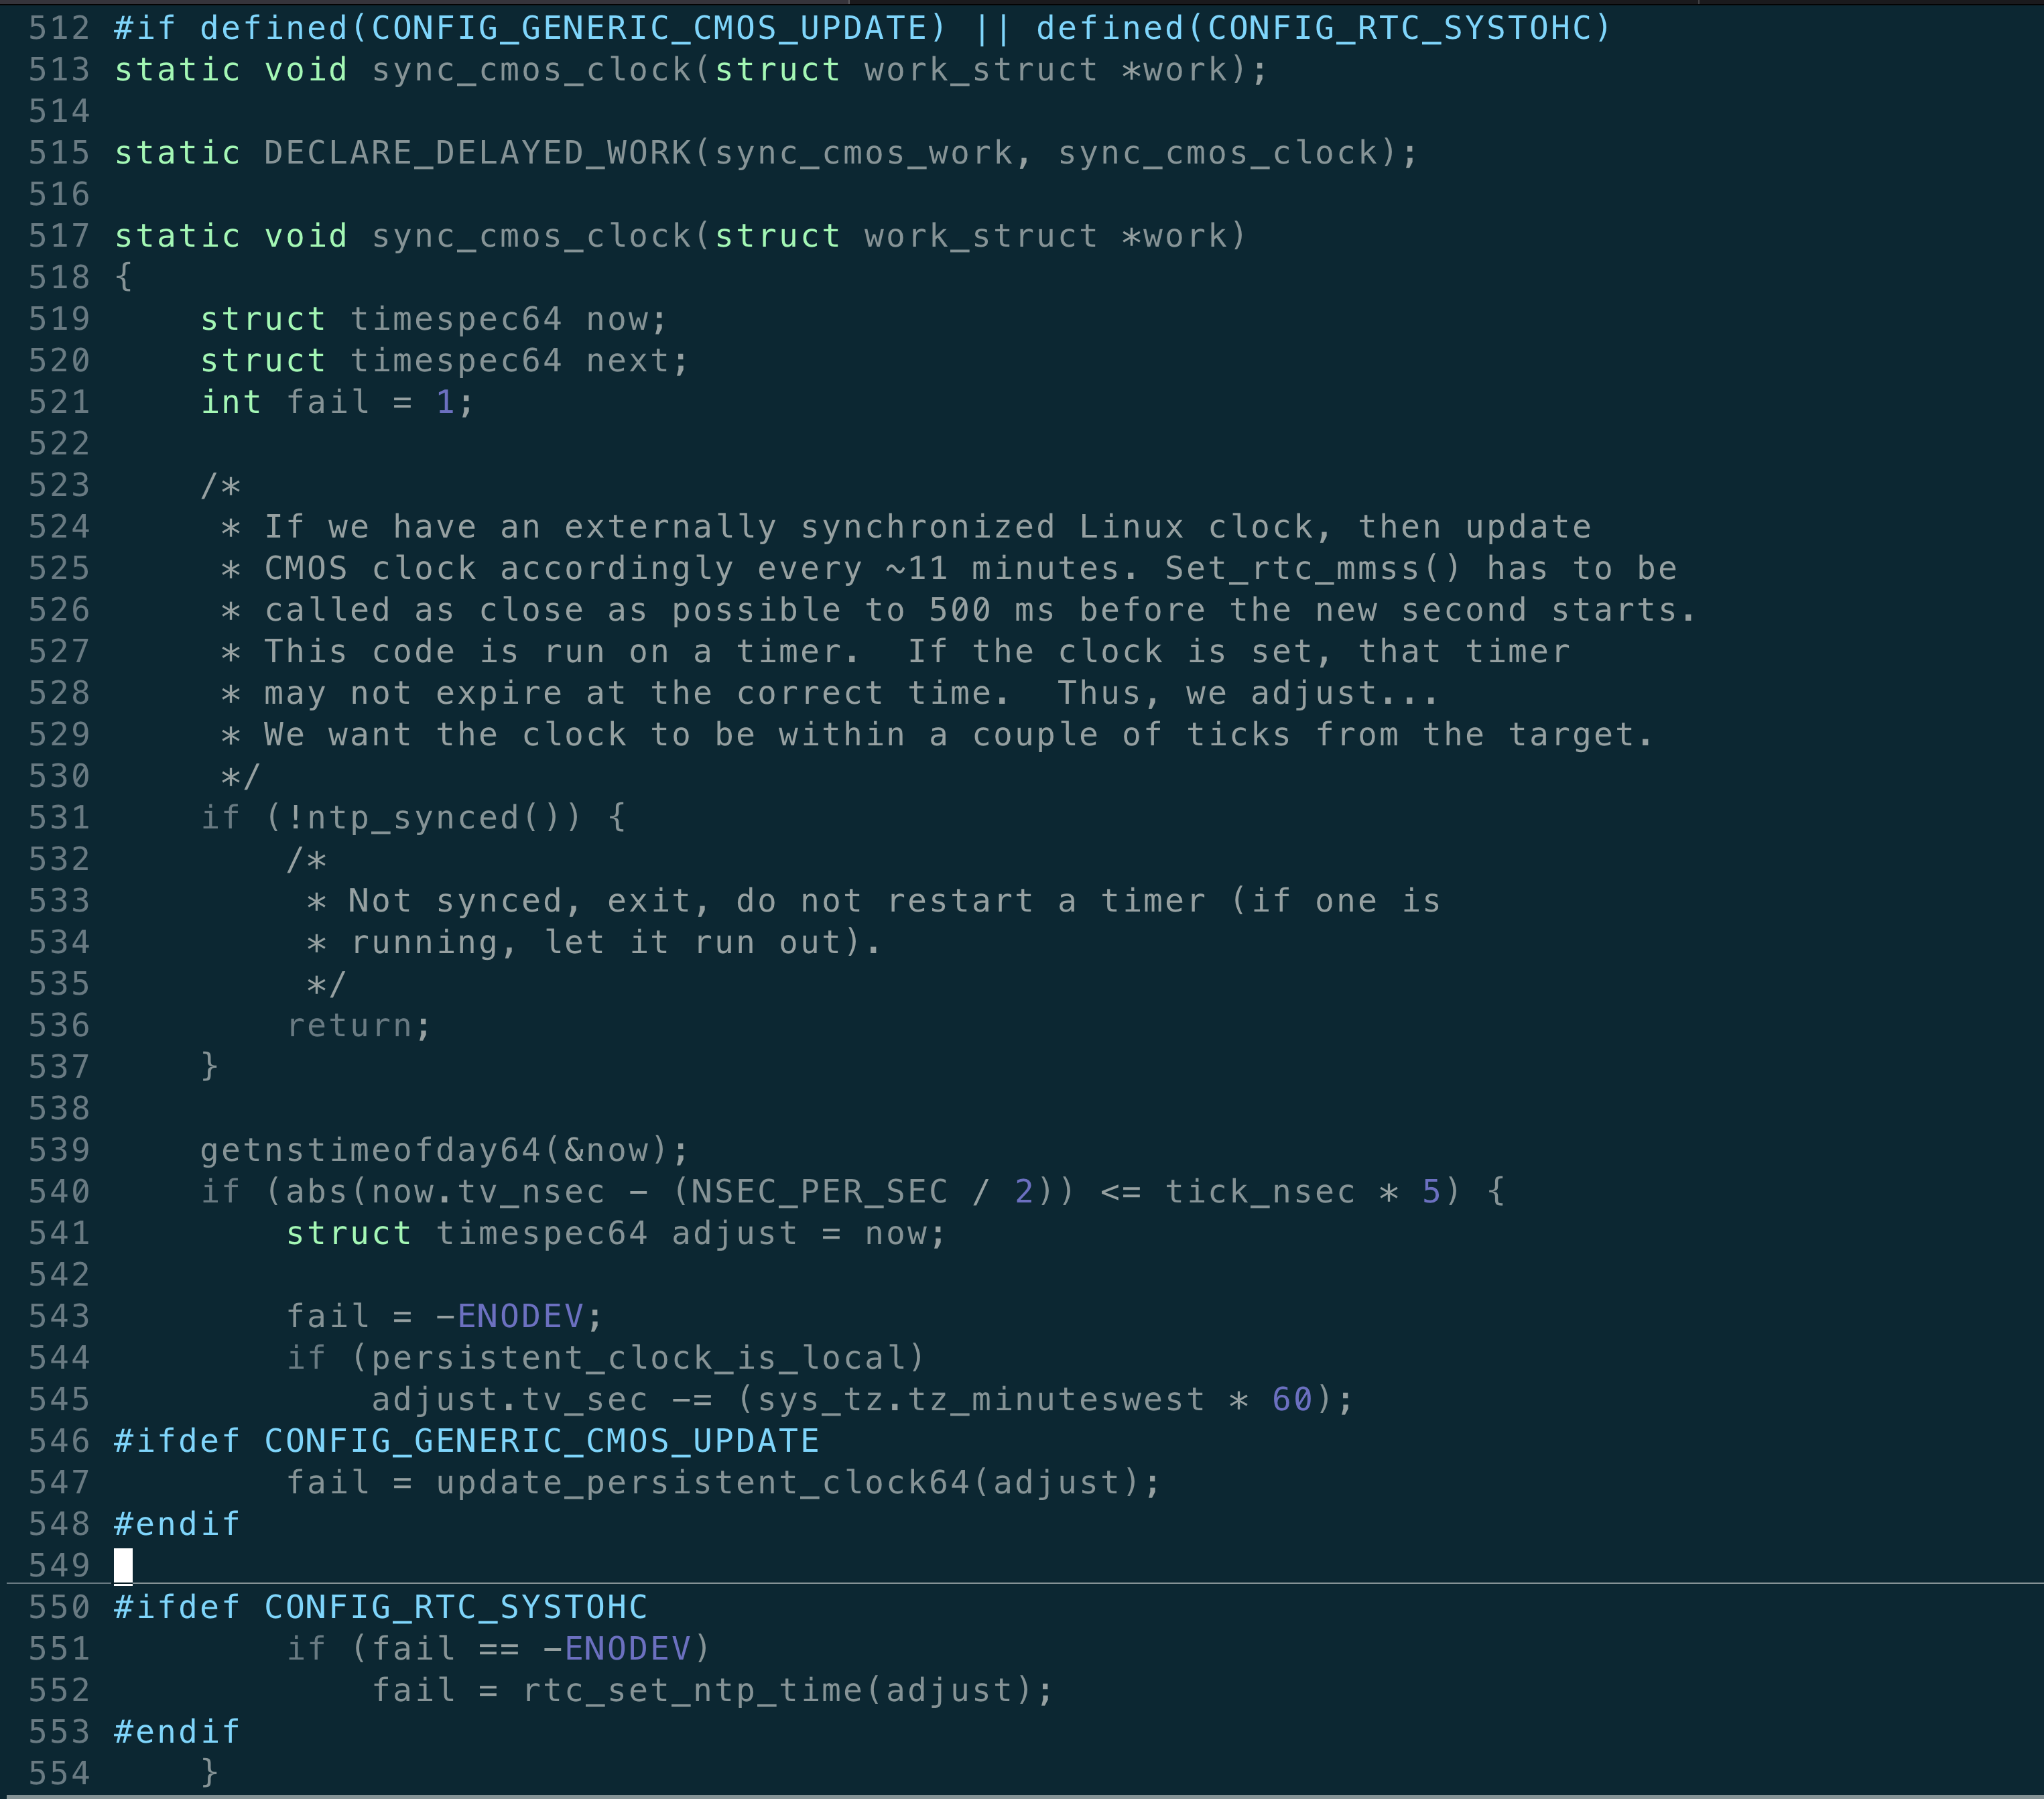 512 #if defined(CONFIG_GENERIC_CMOS_UPDATE) || defined(CONFIG_RTC_SYSTOHC)
513 static void sync_cmos_clock(struct work_struct *work);
514
515 static DECLARE_DELAYED_WORK(sync_cmos_work, sync_cmos_clock);
516
517 static void sync_cmos_clock(struct work_struct *work)
518 {
519     struct timespec64 now;
520     struct timespec64 next;
521     int fail = 1;
522
523     /*
524      * If we have an externally synchronized Linux clock, then update
525      * CMOS clock accordingly every ~11 minutes. Set_rtc_mmss() has to be
526      * called as close as possible to 500 ms before the new second starts.
527      * This code is run on a timer.  If the clock is set, that timer
528      * may not expire at the correct time.  Thus, we adjust...
529      * We want the clock to be within a couple of ticks from the target.
530      */
531     if (!ntp_synced()) {
532         /*
533          * Not synced, exit, do not restart a timer (if one is
534          * running, let it run out).
535          */
536         return;
537     }
538
539     getnstimeofday64(&now);
540     if (abs(now.tv_nsec - (NSEC_PER_SEC / 2)) <= tick_nsec * 5) {
541         struct timespec64 adjust = now;
542
543         fail = -ENODEV;
544         if (persistent_clock_is_local)
545             adjust.tv_sec -= (sys_tz.tz_minuteswest * 60);
546 #ifdef CONFIG_GENERIC_CMOS_UPDATE
547         fail = update_persistent_clock64(adjust);
548 #endif
549
550 #ifdef CONFIG_RTC_SYSTOHC
551         if (fail == -ENODEV)
552             fail = rtc_set_ntp_time(adjust);
553 #endif
554     }